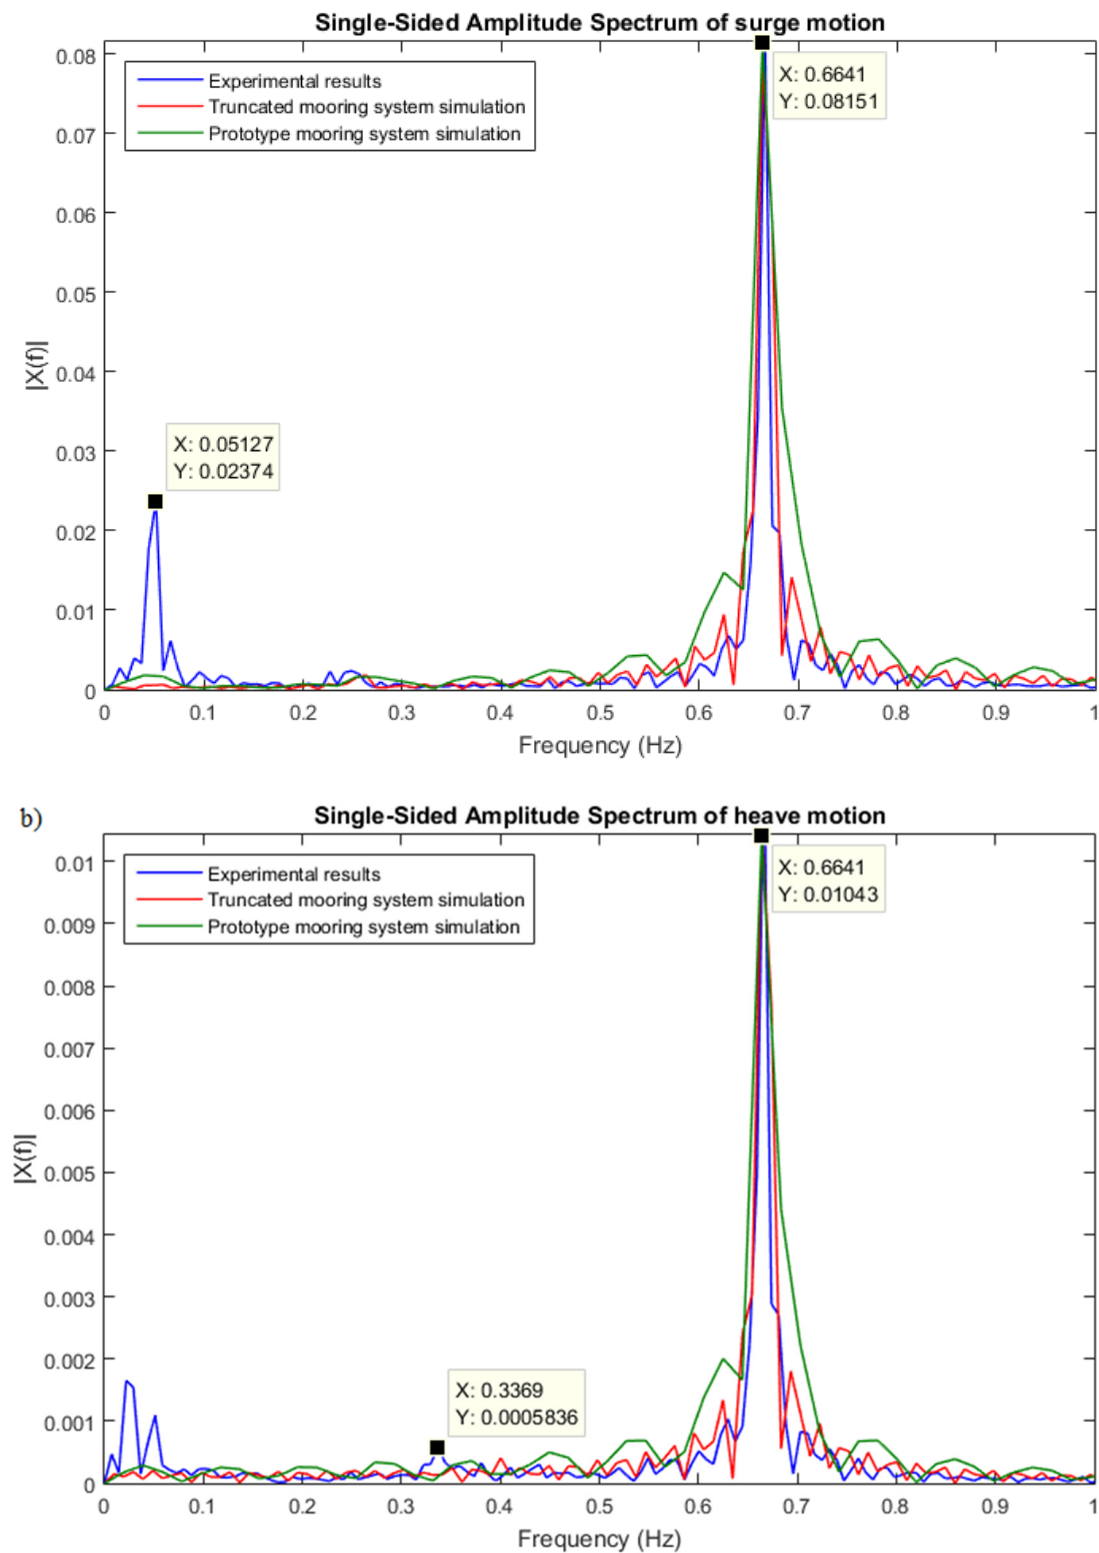 Single-Sided Amplitude Spectrum of surge motion
0.08
0.07
0.06
0.05
0.04
0.03
0.02
0.01
0
|X(f)|
Experimental results
Truncated mooring system simulation
Prototype mooring system simulation
X: 0.6641
Y: 0.08151
X: 0.05127
Y: 0.02374
0 0.1 0.2 0.3 0.4 0.5 0.6 0.7 0.8 0.9 1
Frequency (Hz)
b)
Single-Sided Amplitude Spectrum of heave motion
0.01
0.009
0.008
0.007
0.006
0.005
0.004
0.003
0.002
0.001
0
|X(f)|
Experimental results
Truncated mooring system simulation
Prototype mooring system simulation
X: 0.6641
Y: 0.01043
X: 0.3369
Y: 0.0005836
0 0.1 0.2 0.3 0.4 0.5 0.6 0.7 0.8 0.9 1
Frequency (Hz)